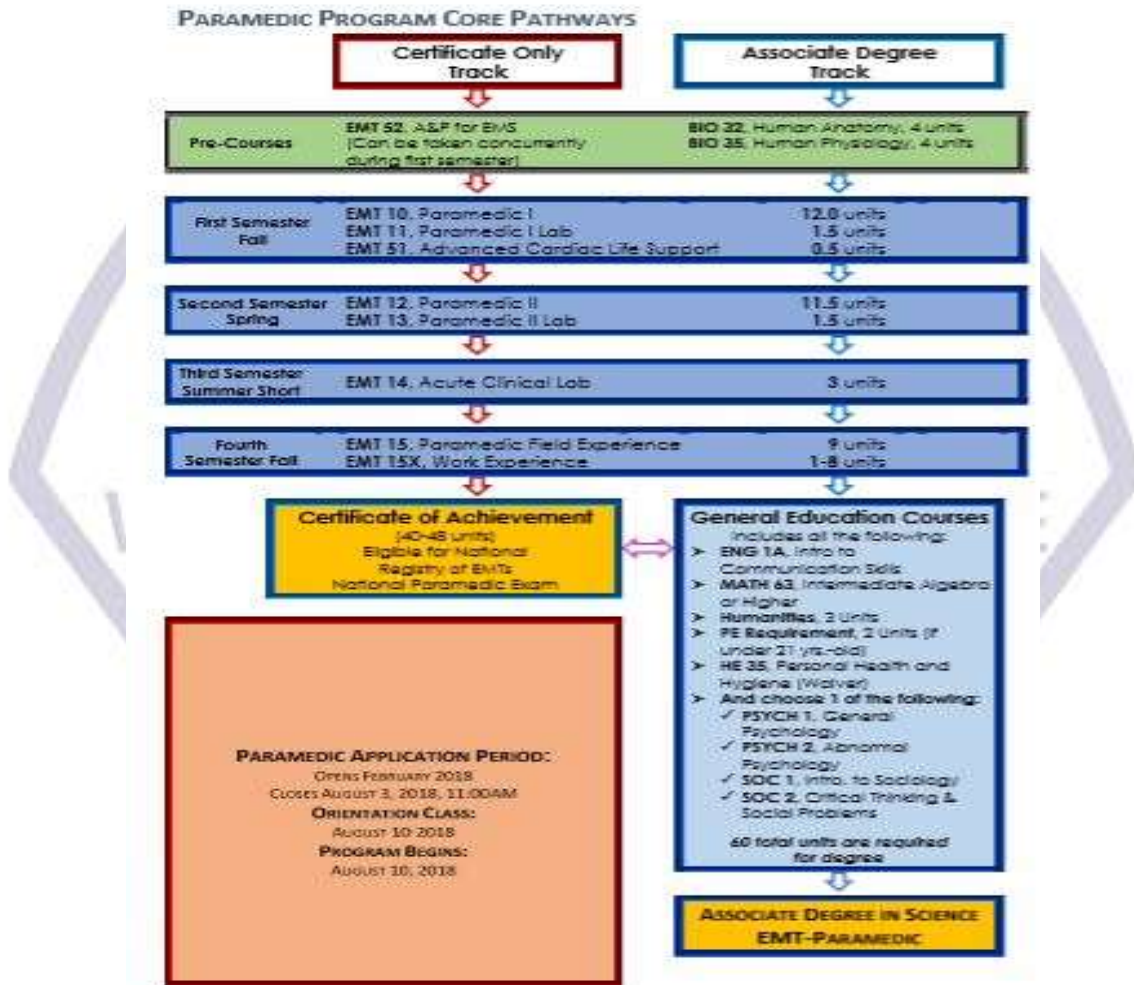 PARAMEDIC PROGRAM CORE PATHWAYS
Certificate Only
Track
Associate Degree
Track
Pre-Courses
EMT 52, A&P for EMS
(Can be taken concurrently
during first semester)
BIO 32, Human Anatomy, 4 units
BIO 35, Human Physiology, 4 units
First Semester
Fall
EMT 10, Paramedic I 12.0 units
EMT 11, Paramedic I Lab 1.5 units
EMT 51, Advanced Cardiac Life Support 0.5 units
Second Semester
Spring
EMT 12, Paramedic II 11.5 units
EMT 13, Paramedic II Lab 1.5 units
Third Semester
Summer Short
EMT 14, Acute Clinical Lab 3 units
Fourth
Semester Fall
EMT 15, Paramedic Field Experience 9 units
EMT 15X, Work Experience 1-8 units
Certificate of Achievement
(40-48 units)
Eligible for National
Registry of EMTs
National Paramedic Exam
General Education Courses
Includes all the following:
➤ ENG 1A, Intro to
Communication Skills
➤ MATH 63, Intermediate Algebra
or Higher
➤ Humanities, 3 Units
➤ PE Requirement, 2 Units (if
under 21 yrs.-old)
➤ HE 35, Personal Health and
Hygiene (Waiver)
➤ And choose 1 of the following:
✓ PSYCH 1, General
Psychology
✓ PSYCH 2, Abnormal
Psychology
✓ SOC 1, Intro. to Sociology
✓ SOC 2, Critical Thinking &
Social Problems
60 total units are required
for degree
PARAMEDIC APPLICATION PERIOD:
OPENS FEBRUARY 2018
CLOSES AUGUST 3, 2018, 11:00AM
ORIENTATION CLASS:
AUGUST 10 2018
PROGRAM BEGINS:
AUGUST 10, 2018
ASSOCIATE DEGREE IN SCIENCE
EMT-PARAMEDIC